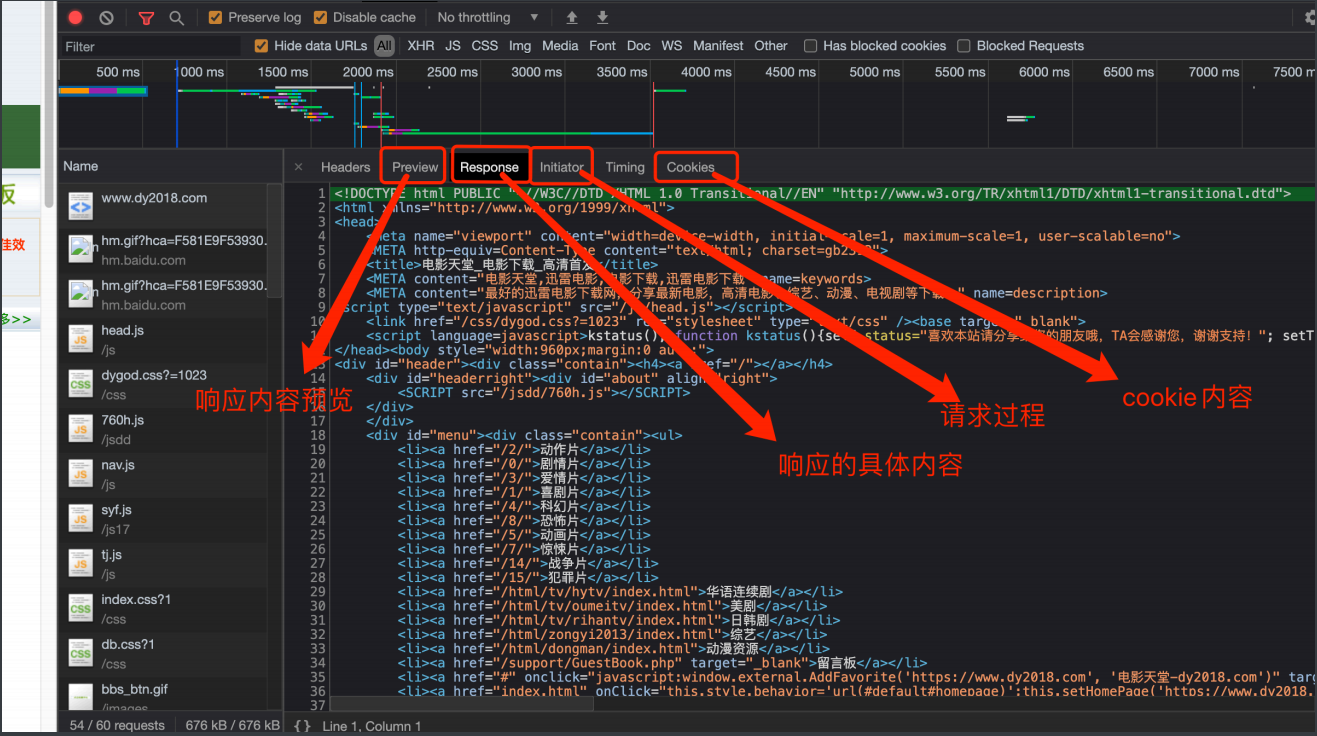 Preserve log Disable cache No throttling
Filter Hide data URLs All XHR JS CSS Img Media Font Doc WS Manifest Other Has blocked cookies Blocked Requests
500 ms 1000 ms 1500 ms 2000 ms 2500 ms 3000 ms 3500 ms 4000 ms 4500 ms 5000 ms 5500 ms 6000 ms 6500 ms 7000 ms 7500 m
Name
× Headers Preview Response Initiator Timing Cookies
板
佳效
多>>
www.dy2018.com
hm.gif?hca=F581E9F53930.
hm.baidu.com
hm.gif?hca=F581E9F53930.
hm.baidu.com
head.js
/js
dygod.css?=1023
/css
760h.js
/jsdd
nav.js
/js
syf.js
/js17
tj.js
/js
index.css?1
/css
db.css?1
/css
bbs_btn.gif
/images
1 <!DOCTYPE html PUBLIC "-//W3C//DTD XHTML 1.0 Transitional//EN" "http://www.w3.org/TR/xhtml1/DTD/xhtml1-transitional.dtd">
2 <html xmlns="http://www.w3.org/1999/xhtml">
3 <head>
4 <meta name="viewport" content="width=device-width, initial-scale=1, maximum-scale=1, user-scalable=no">
5 <META http-equiv=Content-Type content="text/html; charset=gb2312">
6 <title>电影天堂_电影下载_高清首发</title>
7 <META content="电影天堂,迅雷电影,电影下载,迅雷电影下载" name=keywords>
8 <META content="最好的迅雷电影下载网,分享最新电影，高清电影、综艺、动漫、电视剧等下载！" name=description>
9 <script type="text/javascript" src="/js/head.js"></script>
10 <link href="/css/dygod.css?=1023" rel="stylesheet" type="text/css" /><base target="_blank">
11 <script language=javascript>kstatus();function kstatus(){self.status="喜欢本站请分享给您的朋友哦，TA会感谢您，谢谢支持！"; setT
12 </head><body style="width:960px;margin:0 auto;">
13 <div id="header"><div class="contain"><h4><a href="/"></a></h4>
14 <div id="headerright"><div id="about" align="right">
15 <SCRIPT src="/jsdd/760h.js"></SCRIPT>
16 </div>
17 </div>
18 <div id="menu"><div class="contain"><ul>
19 <li><a href="/2/">动作片</a></li>
20 <li><a href="/0/">剧情片</a></li>
21 <li><a href="/3/">爱情片</a></li>
22 <li><a href="/1/">喜剧片</a></li>
23 <li><a href="/4/">科幻片</a></li>
24 <li><a href="/8/">恐怖片</a></li>
25 <li><a href="/5/">动画片</a></li>
26 <li><a href="/7/">惊悚片</a></li>
27 <li><a href="/14/">战争片</a></li>
28 <li><a href="/15/">犯罪片</a></li>
29 <li><a href="/html/tv/hytv/index.html">华语连续剧</a></li>
30 <li><a href="/html/tv/oumeitv/index.html">美剧</a></li>
31 <li><a href="/html/tv/rihantv/index.html">日韩剧</a></li>
32 <li><a href="/html/zongyi2013/index.html">综艺</a></li>
33 <li><a href="/html/dongman/index.html">动漫资源</a></li>
34 <li><a href="/support/GuestBook.php" target="_blank">留言板</a></li>
35 <li><a href="#" onclick="javascript:window.external.AddFavorite('https://www.dy2018.com', '电影天堂-dy2018.com')" targ
36 <li><a href="index.html" onClick="this.style.behavior='url(#default#homepage)';this.setHomePage('https://www.dy2018.
37
响应内容预览
响应的具体内容
请求过程
cookie 内容
54 / 60 requests 676 kB / 676 kB {} Line 1, Column 1